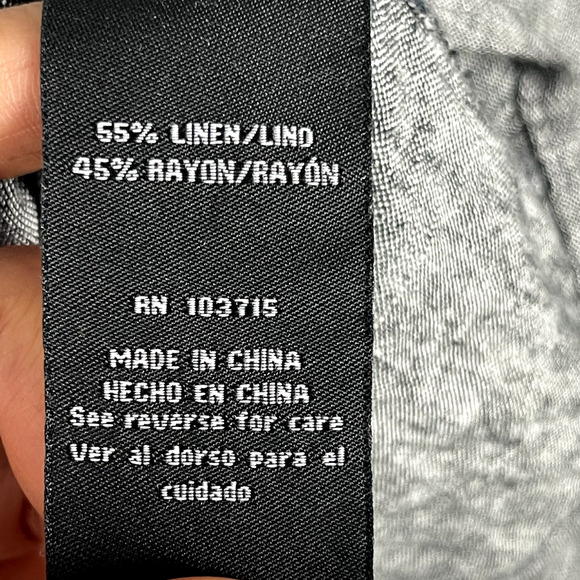 55% LINEN/LINO
45% RAYON/RAYÓN
RN 103715
MADE IN CHINA
HECHO EN CHINA
See reverse for care
Ver al dorso para el
cuidado